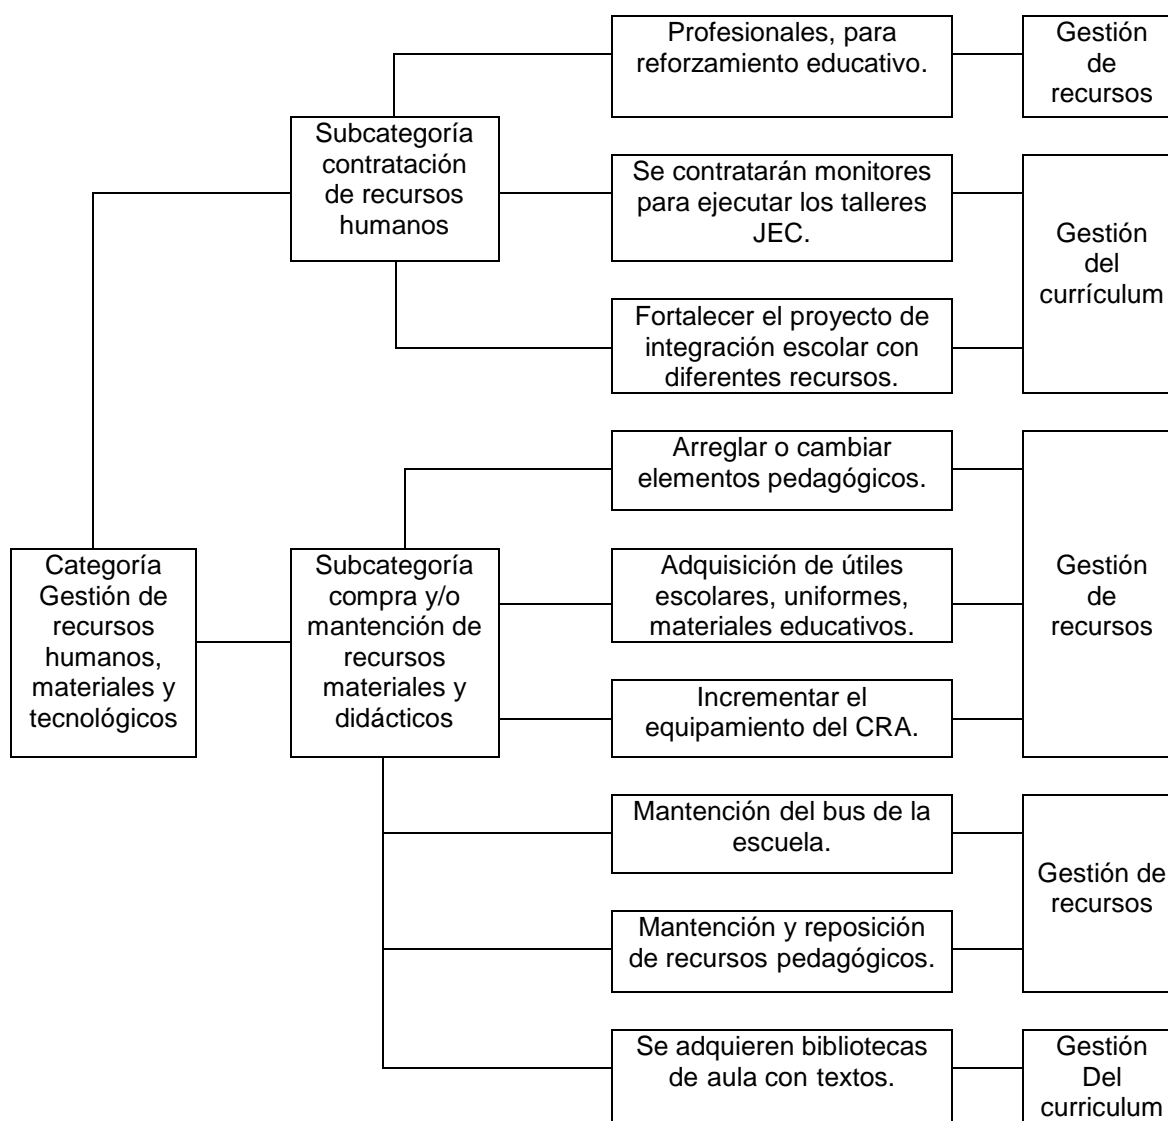 Profesionales, para
reforzamiento educativo.
Gestión
de
recursos
Subcategoría
contratación
de recursos
humanos
Se contratarán monitores
para ejecutar los talleres
JEC.
Gestión
del
currículum
Fortalecer el proyecto de
integración escolar con
diferentes recursos.
Arreglar o cambiar
elementos pedagógicos.
Categoría
Gestión de
recursos
humanos,
materiales y
tecnológicos
Subcategoría
compra y/o
mantención de
recursos
materiales y
didácticos
Adquisición de útiles
escolares, uniformes,
materiales educativos.
Gestión
de
recursos
Incrementar el
equipamiento del CRA.
Mantención del bus de la
escuela.
Gestión de
recursos
Mantención y reposición
de recursos pedagógicos.
Se adquieren bibliotecas
de aula con textos.
Gestión
Del
curriculum